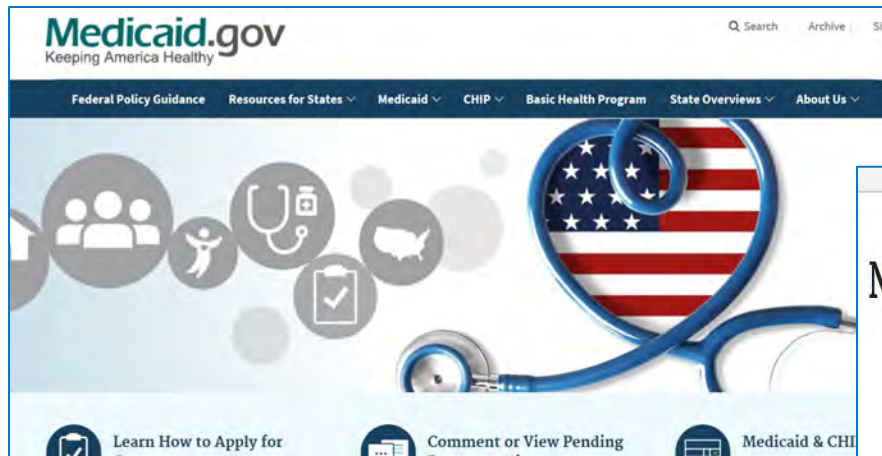 Medicaid.gov
Keeping America Healthy
Search Archive
Federal Policy Guidance Resources for States Medicaid CHIP Basic Health Program State Overviews About Us
Learn How to Apply for
Comment or View Pending
Medicaid &